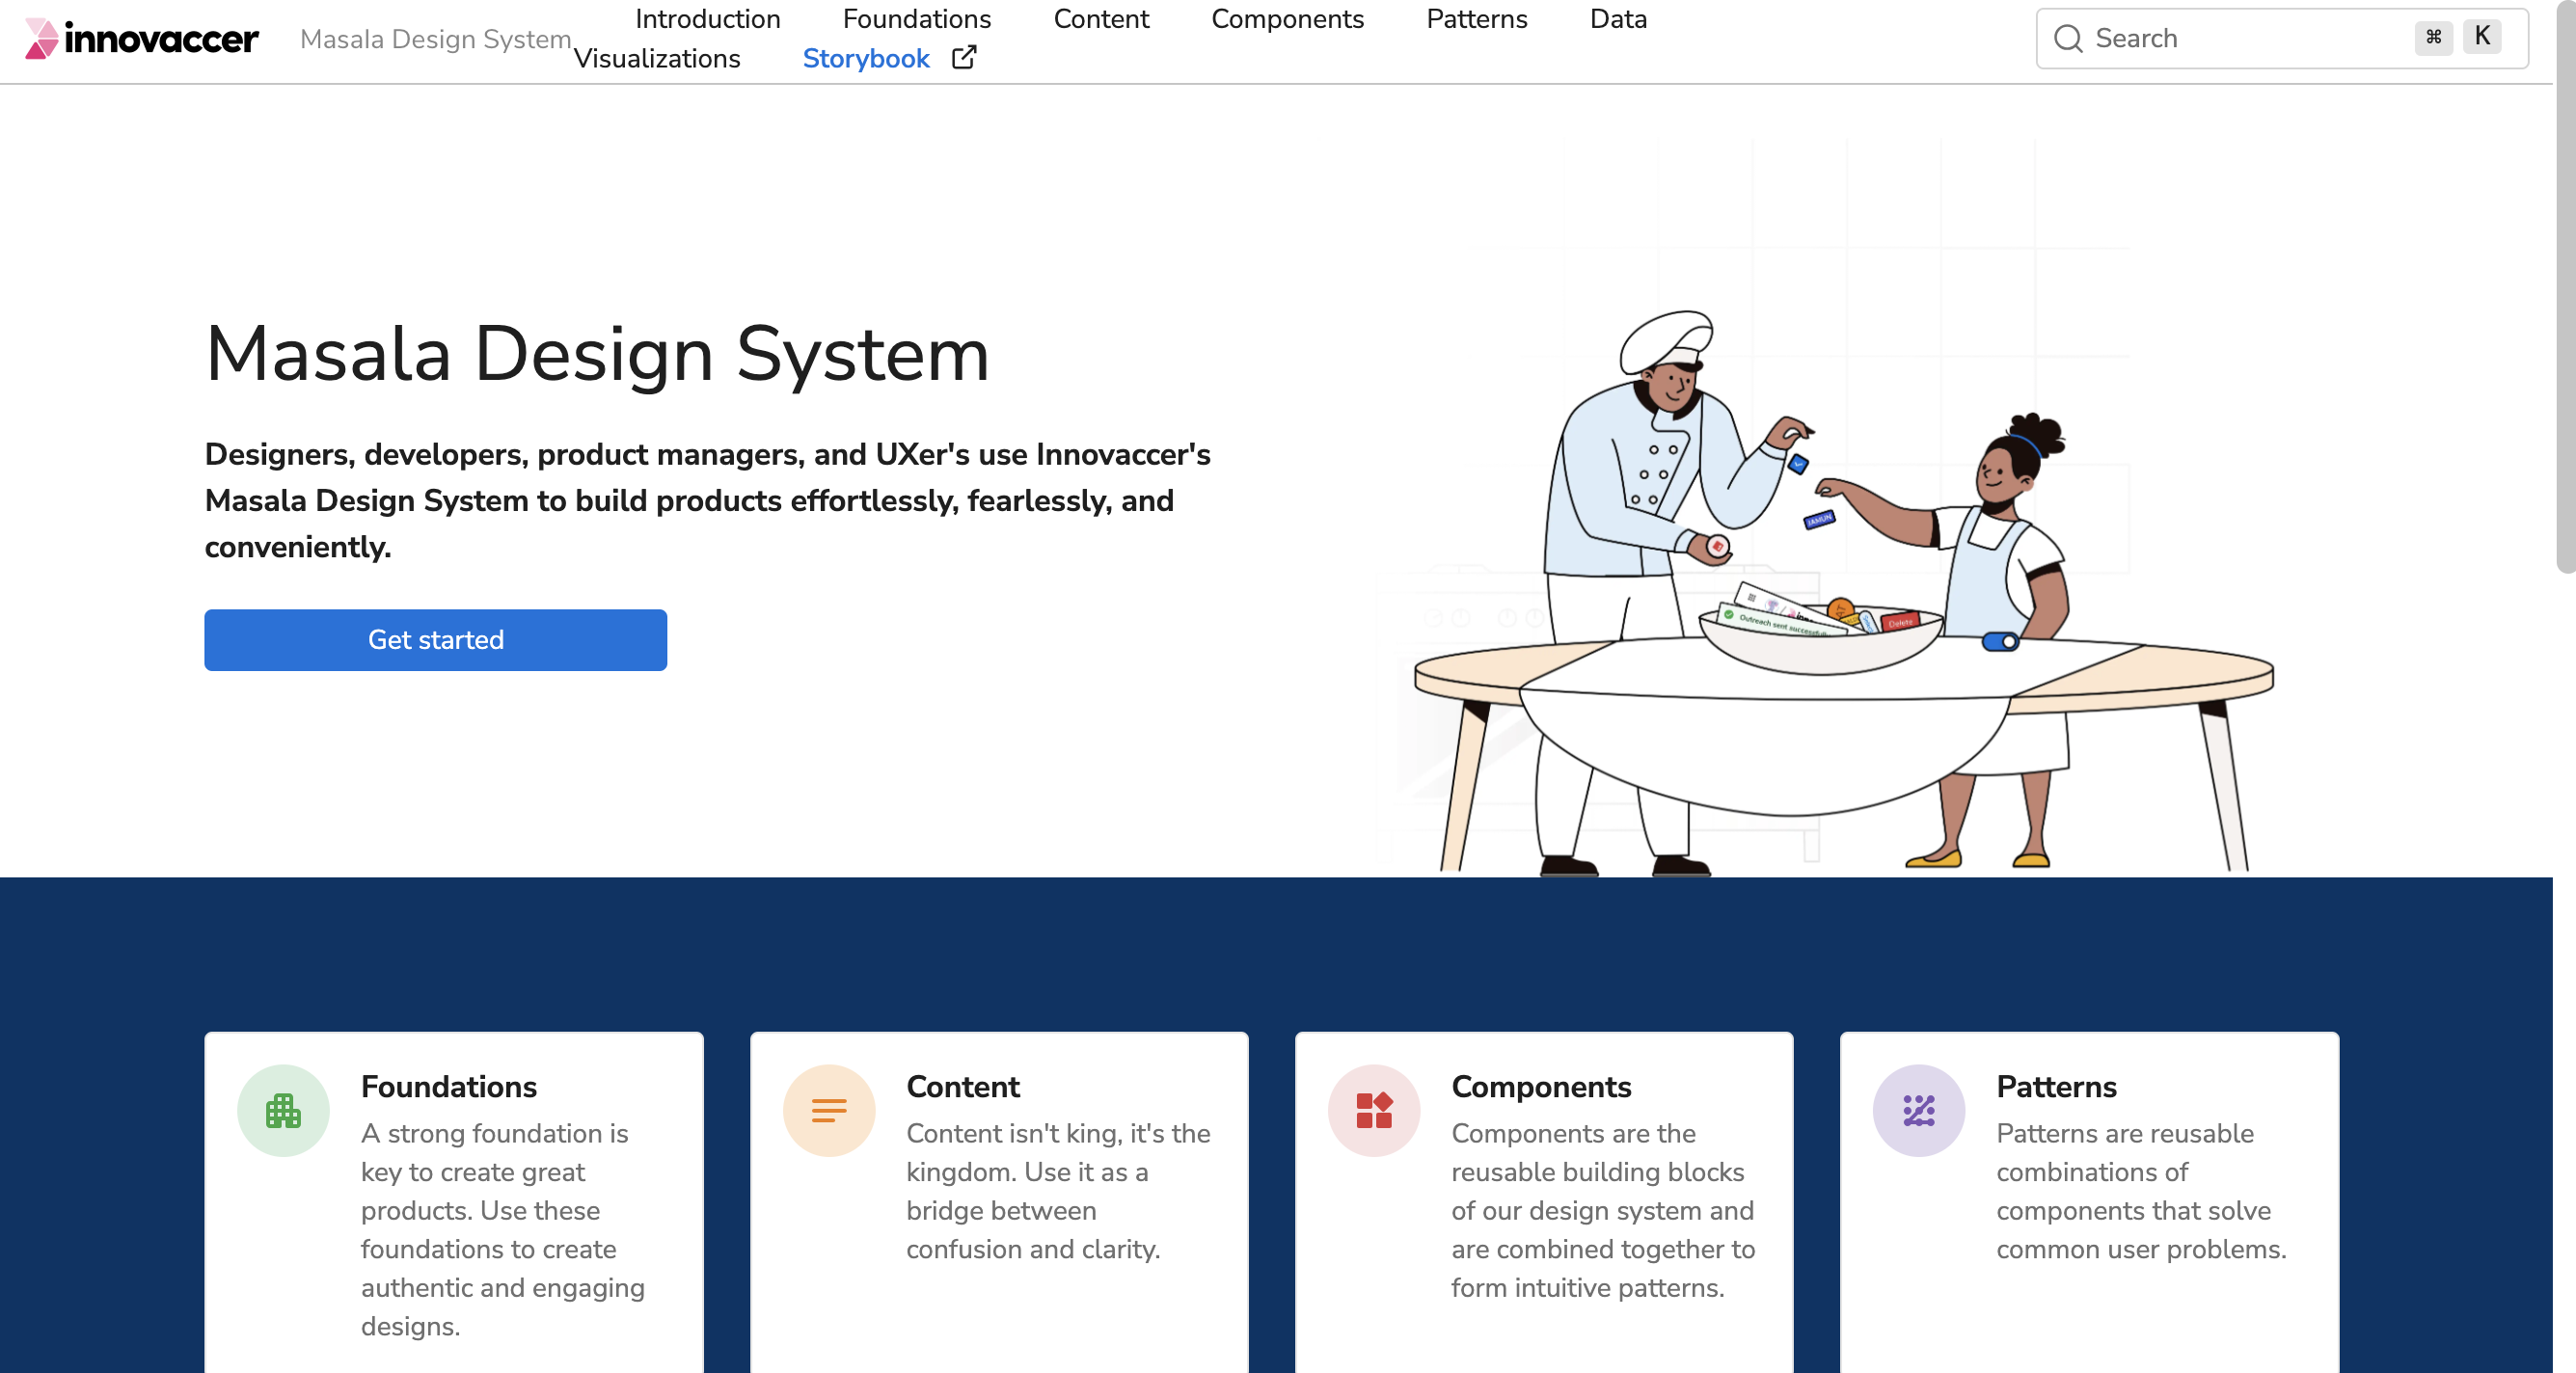 innovaccer Masala Design System
Introduction Foundations Content Components Patterns Data
Visualizations Storybook
Search ⌘ K
Masala Design System
Designers, developers, product managers, and UXer's use Innovaccer's
Masala Design System to build products effortlessly, fearlessly, and
conveniently.
Get started
JAMUN
Outreach sent successfully
Delete
Foundations
A strong foundation is
key to create great
products. Use these
foundations to create
authentic and engaging
designs.
Content
Content isn't king, it's the
kingdom. Use it as a
bridge between
confusion and clarity.
Components
Components are the
reusable building blocks
of our design system and
are combined together to
form intuitive patterns.
Patterns
Patterns are reusable
combinations of
components that solve
common user problems.